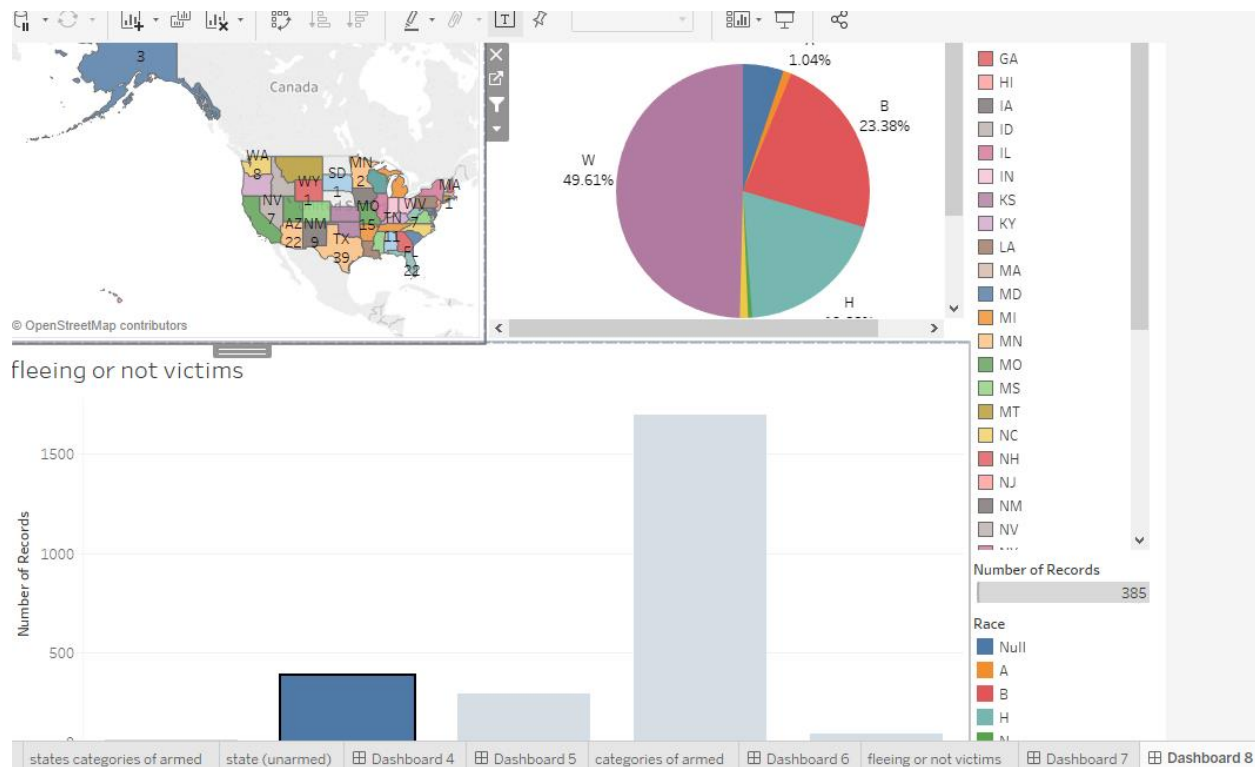 T
3
Canada
WA
8
SD
1
MN
2
WY
1
MA
1
NV
7
MO
15
WV
7
TN
AZ
22
NM
9
TX
39
FL
22
© OpenStreetMap contributors
1.04%
B
23.38%
W
49.61%
H
GA
HI
IA
ID
IL
IN
KS
KY
LA
MA
MD
MI
MN
MO
MS
MT
NC
NH
NJ
NM
NV
Number of Records
385
Race
Null
A
B
H
fleeing or not victims
Number of Records
1500
1000
500
0
states categories of armed state (unarmed) Dashboard 4 Dashboard 5 categories of armed Dashboard 6 fleeing or not victims Dashboard 7 Dashboard 8